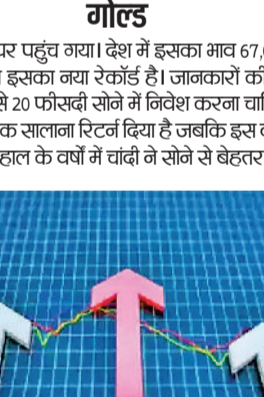 गोल्ड
पर पहुंच गया। देश में इसका भाव 67,
इसका नया रेकॉर्ड है। जानकारों की
से 20 फीसदी सोने में निवेश करना चाि
क सालाना रिटर्न दिया है जबकि इस
हाल के वर्षों में चांदी ने सोने से बेहतर